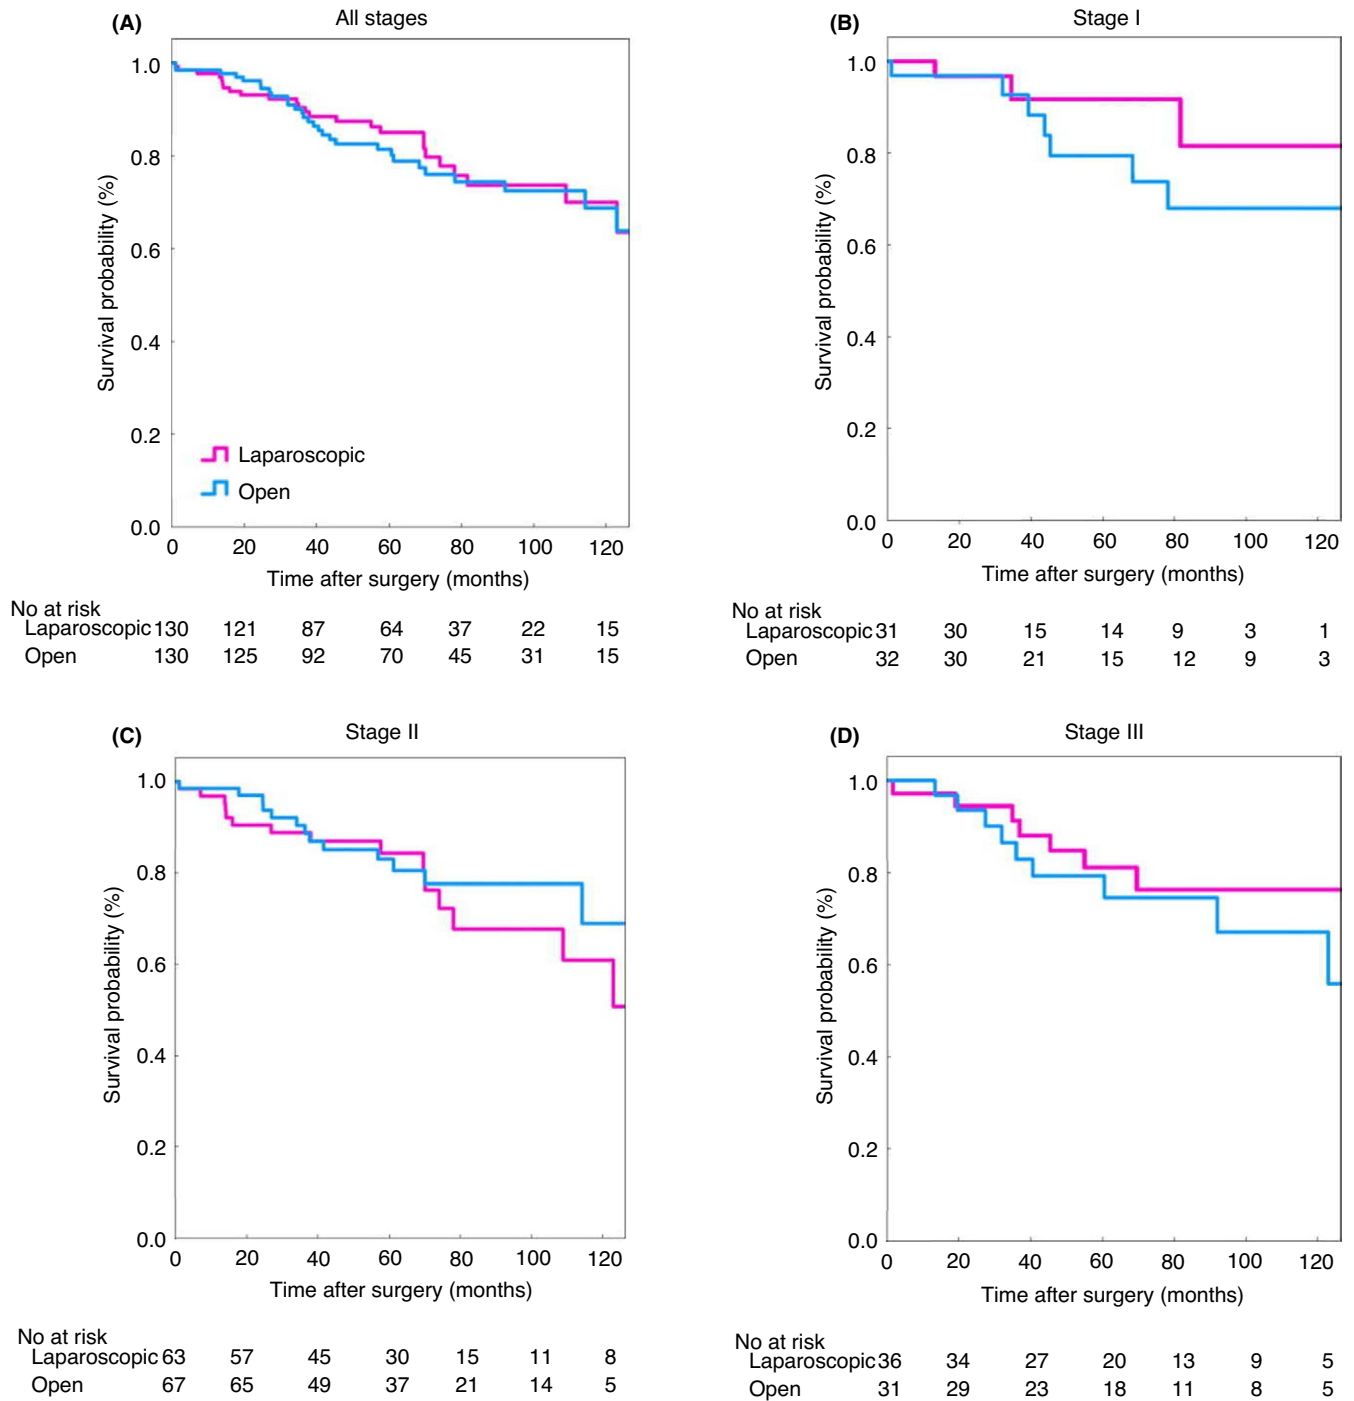 (A) All stages
Survival probability (%)
1.0
0.8
0.6
0.4
0.2
0.0
Laparoscopic
Open
0 20 40 60 80 100 120
Time after surgery (months)
No at risk
Laparoscopic 130 121 87 64 37 22 15
Open 130 125 92 70 45 31 15
(B) Stage I
Survival probability (%)
1.0
0.8
0.6
0.4
0.2
0.0
0 20 40 60 80 100 120
Time after surgery (months)
No at risk
Laparoscopic 31 30 15 14 9 3 1
Open 32 30 21 15 12 9 3
(C) Stage II
Survival probability (%)
1.0
0.8
0.6
0.4
0.2
0.0
0 20 40 60 80 100 120
Time after surgery (months)
No at risk
Laparoscopic 63 57 45 30 15 11 8
Open 67 65 49 37 21 14 5
(D) Stage III
Survival probability (%)
1.0
0.8
0.6
0.4
0.2
0.0
0 20 40 60 80 100 120
Time after surgery (months)
No at risk
Laparoscopic 36 34 27 20 13 9 5
Open 31 29 23 18 11 8 5